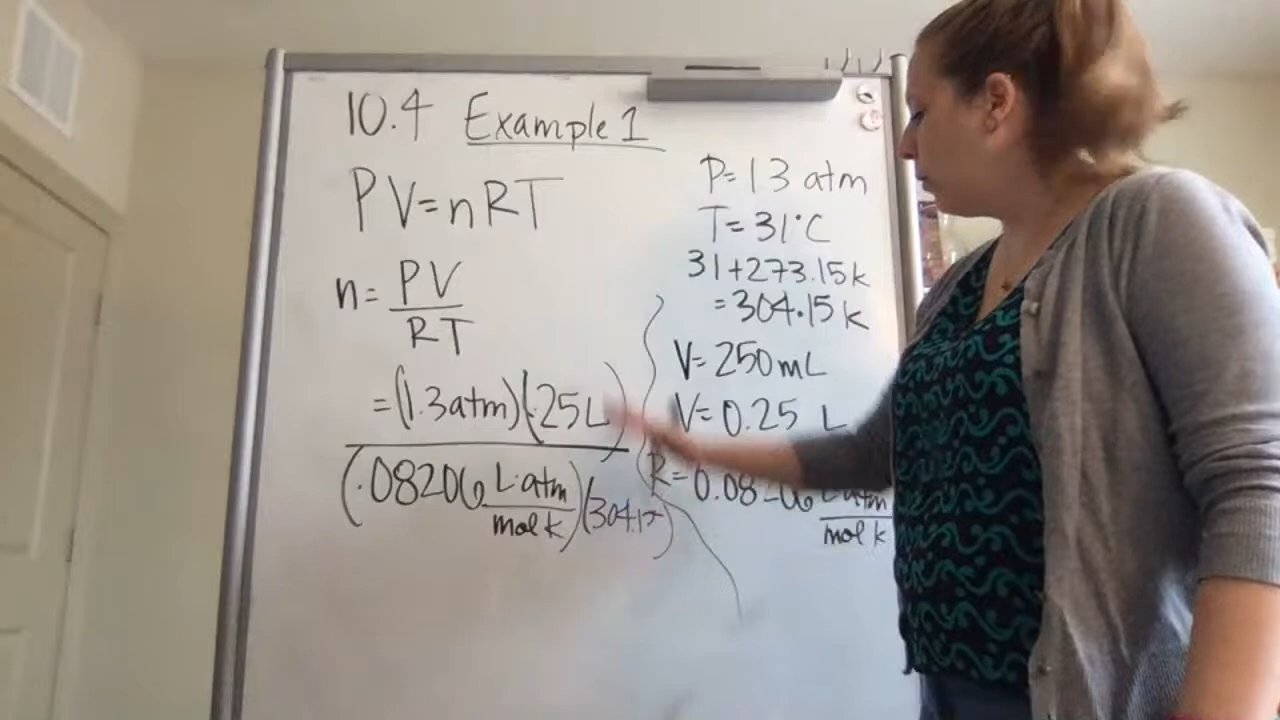 10.4 Example 1
PV=nRT
n= PV
RT
=(1.3atm)(.25L)
(.08206 L·atm
mol k)(304.15)
P=1.3 atm
T=31°C
31+273.15k
=304.15k
V=250mL
V=0.25 L
R=0.08206 L·atm
mol k